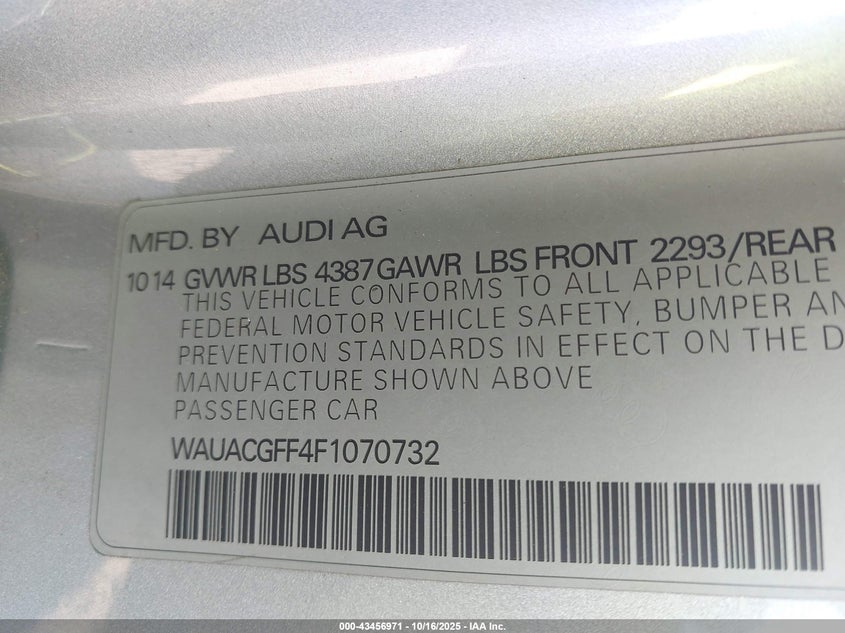 MFD. BY AUDI AG
1014 GVWR LBS 4387 GAWR LBS FRONT 2293/REAR
THIS VEHICLE CONFORMS TO ALL APPLICABLE
FEDERAL MOTOR VEHICLE SAFETY, BUMPER AN
PREVENTION STANDARDS IN EFFECT ON THE D
MANUFACTURE SHOWN ABOVE
PASSENGER CAR
WAUACGFF4F1070732
000-43456971 - 10/16/2025 - IAA Inc.